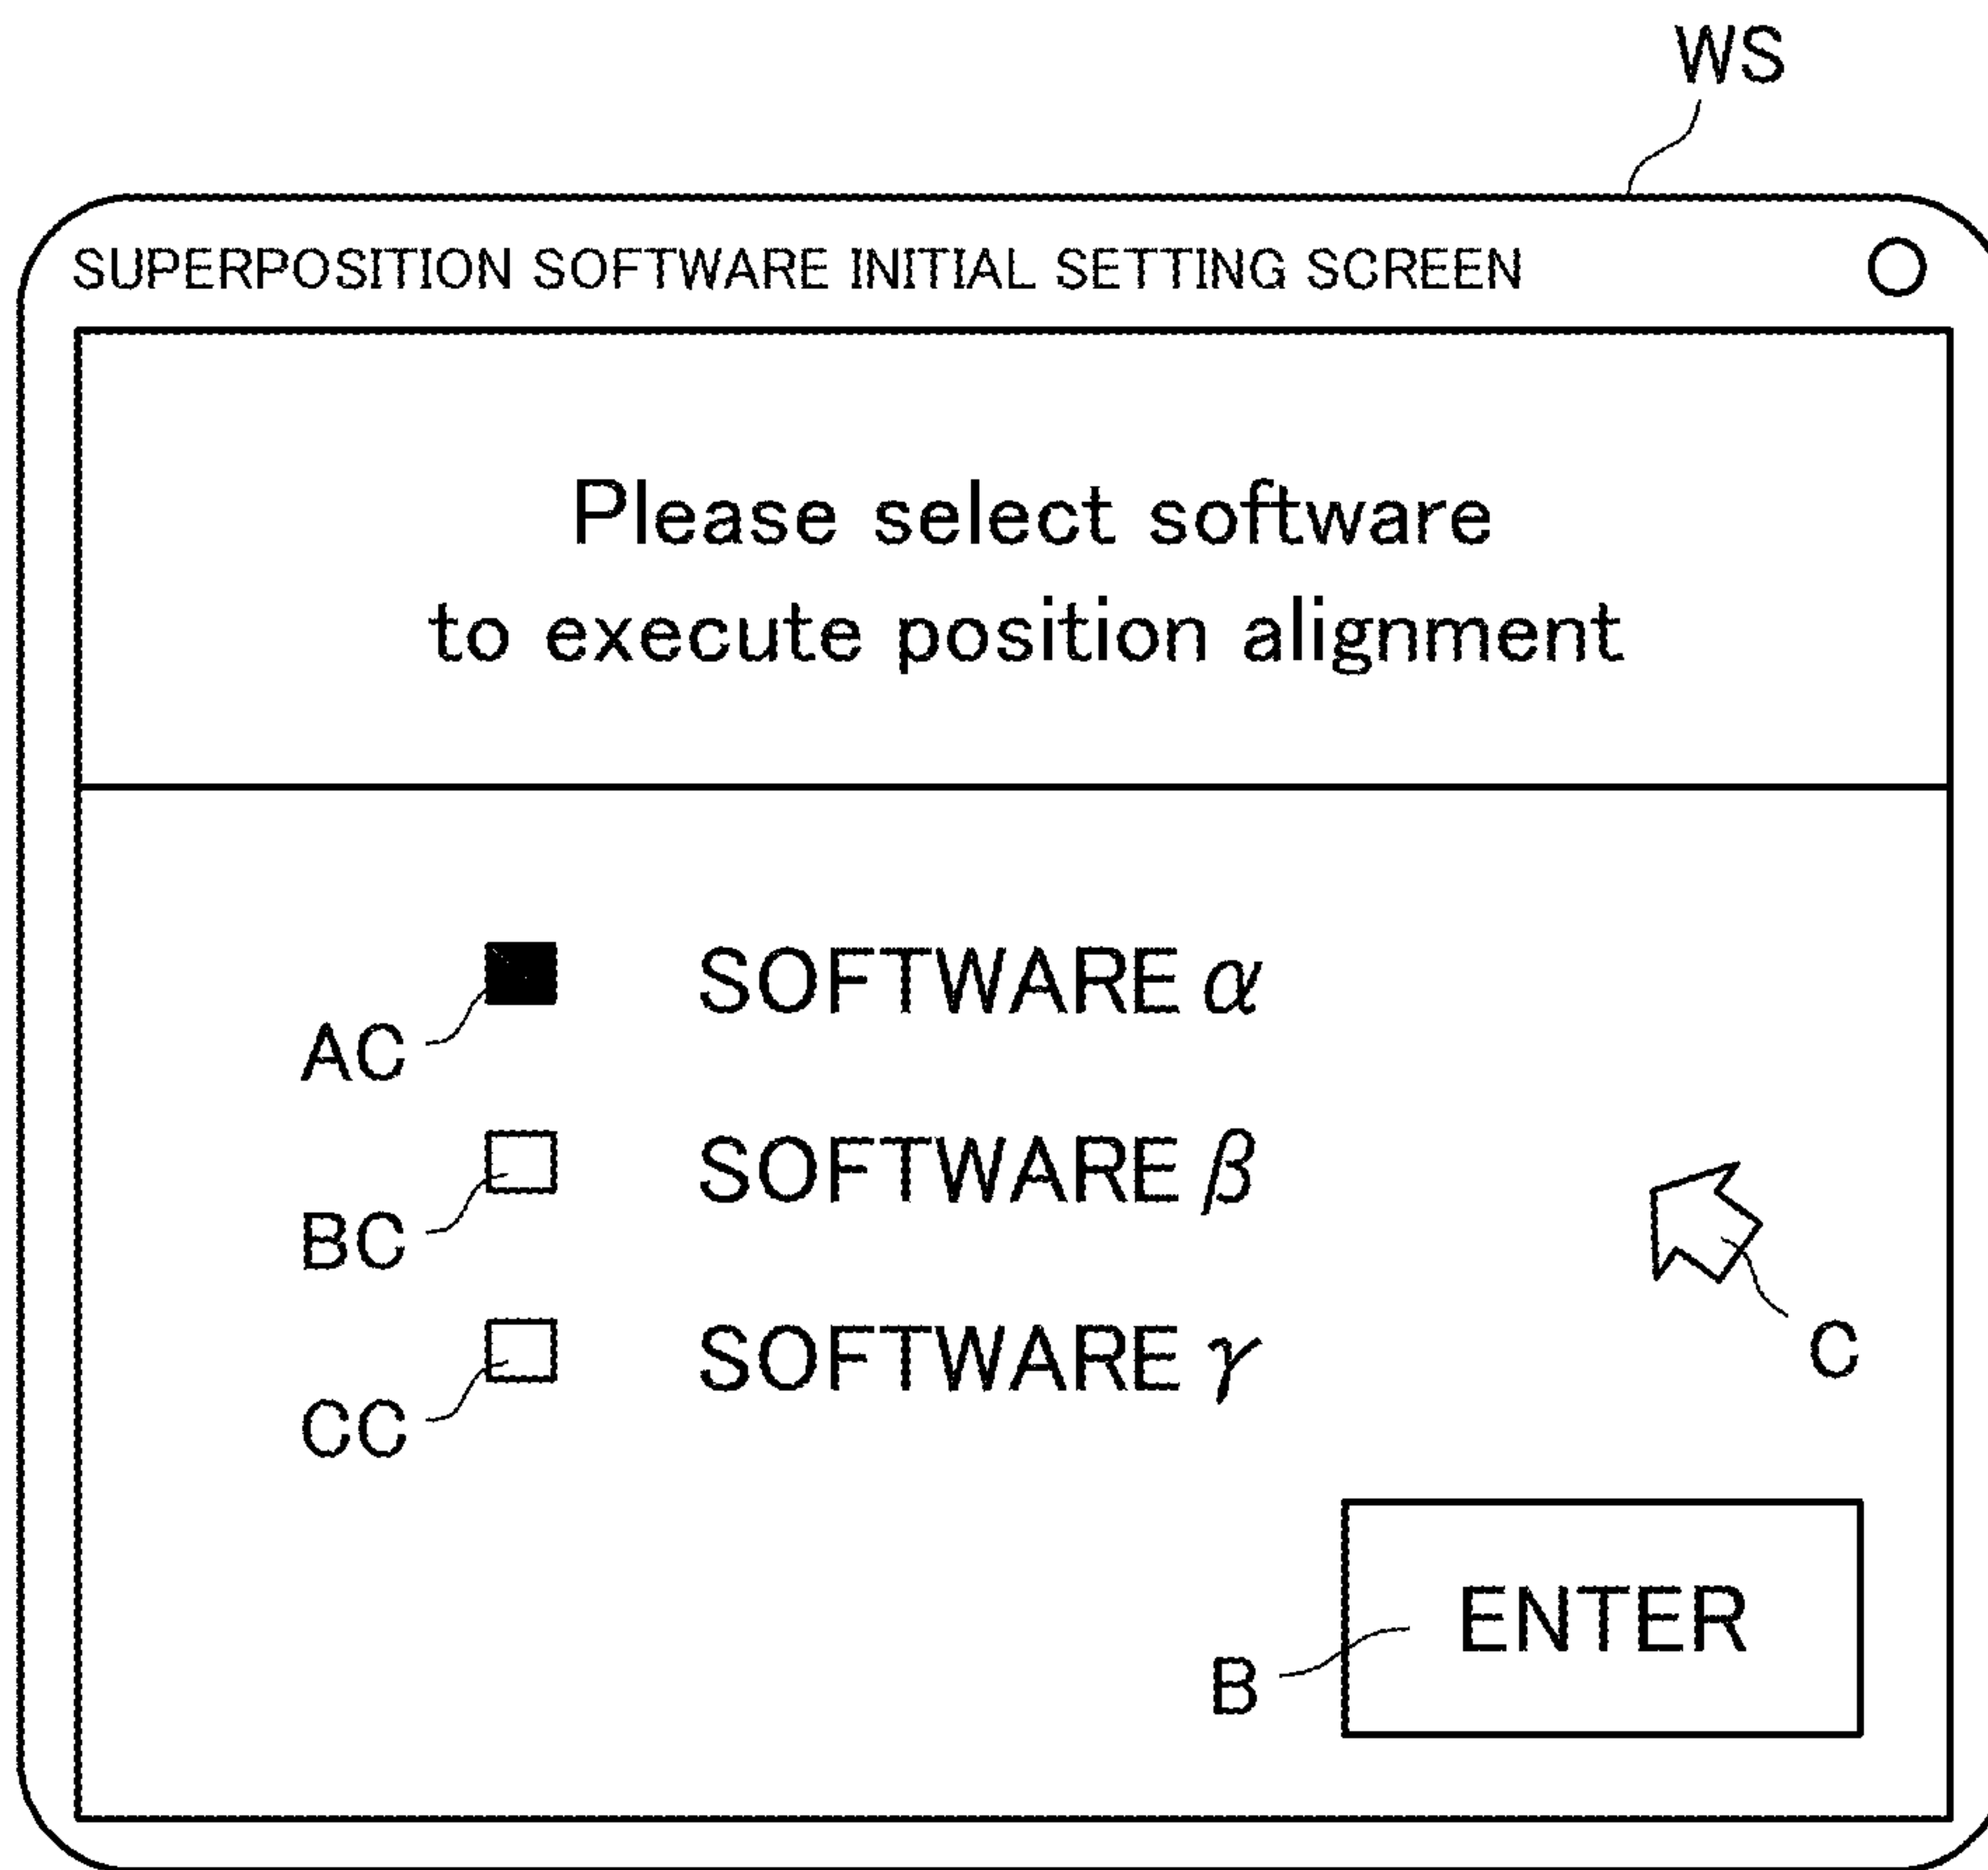 WS
SUPERPOSITION SOFTWARE INITIAL SETTING SCREEN
Please select software
to execute position alignment
SOFTWARE α
AC
SOFTWARE β
BC
SOFTWARE γ
C
CC
ENTER
B